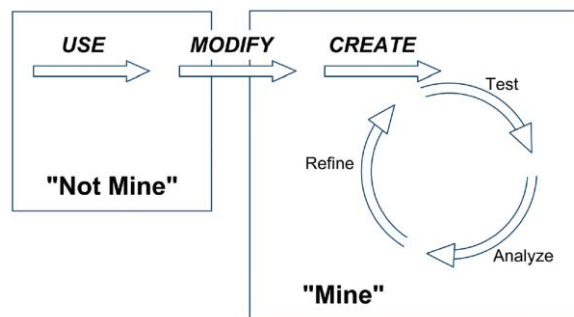 USE
MODIFY
CREATE
Test
Refine
Analyze
"Not Mine"
"Mine"